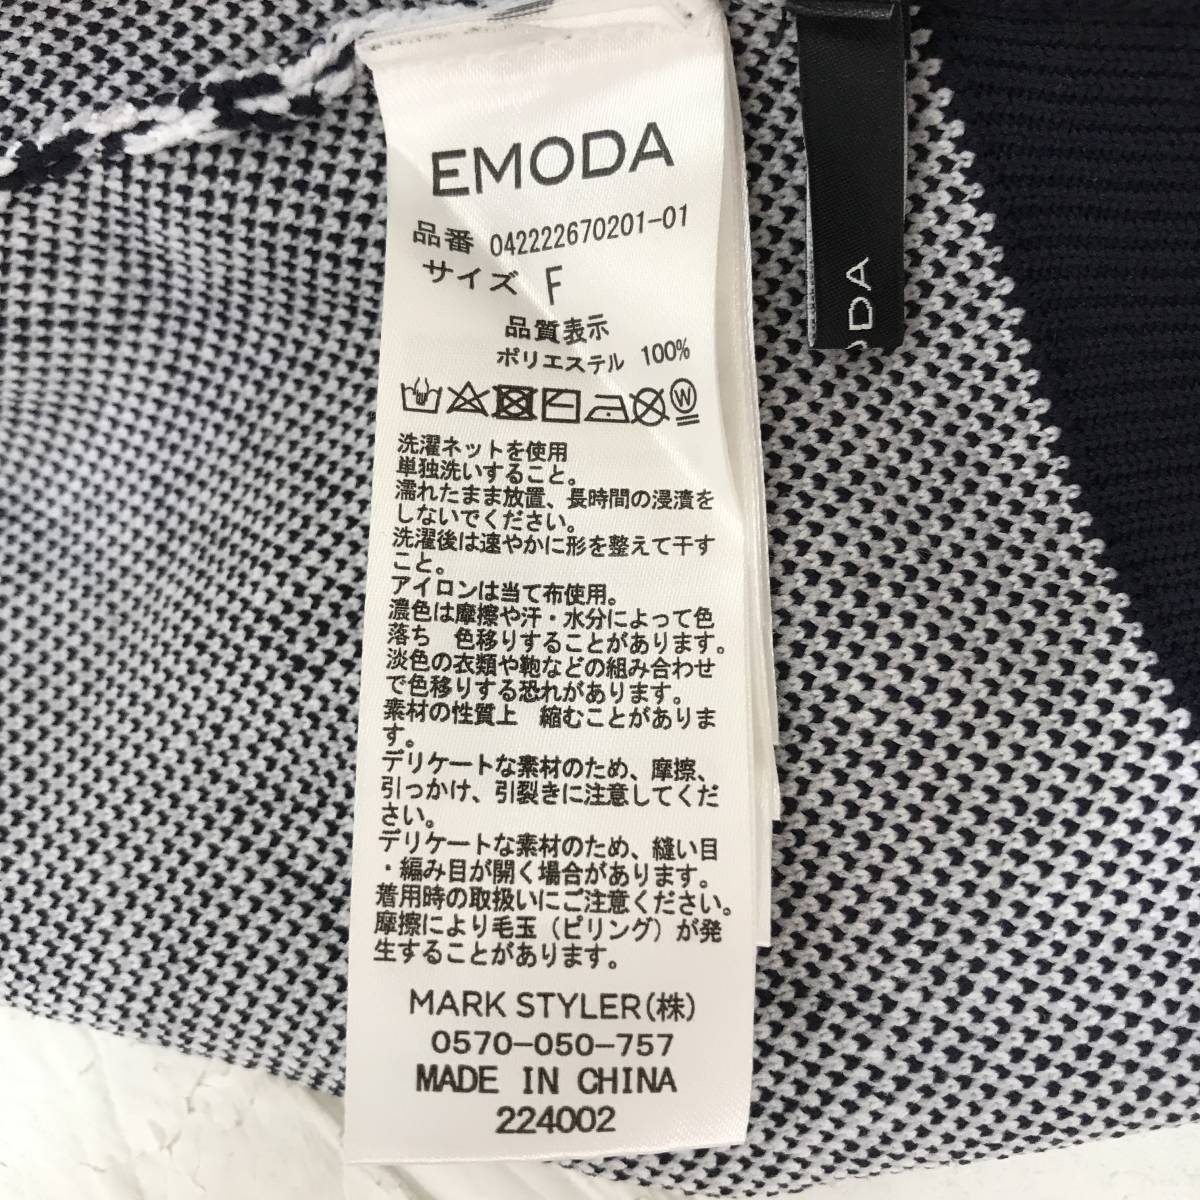 EMODA
品番 042222670201-01
サイズ F
品質表示
ポリエステル 100%
W
洗濯ネットを使用
単独洗いすること。
濡れたまま放置、長時間の浸漬を
しないでください。
洗濯後は速やかに形を整えて干す
こと。
アイロンは当て布使用。
濃色は摩擦や汗・水分によって色
落ち 色移りすることがあります。
淡色の衣類や鞄などの組み合わせ
で色移りする恐れがあります。
素材の性質上 縮むことがありま
す。
デリケートな素材のため、摩擦、
引っかけ、引裂きに注意してくだ
さい。
デリケートな素材のため、縫い目
・編み目が開く場合があります。
着用時の取扱いにご注意ください。
摩擦により毛玉（ピリング）が発
生することがあります。
MARK STYLER(株)
0570-050-757
MADE IN CHINA
224002
ODA